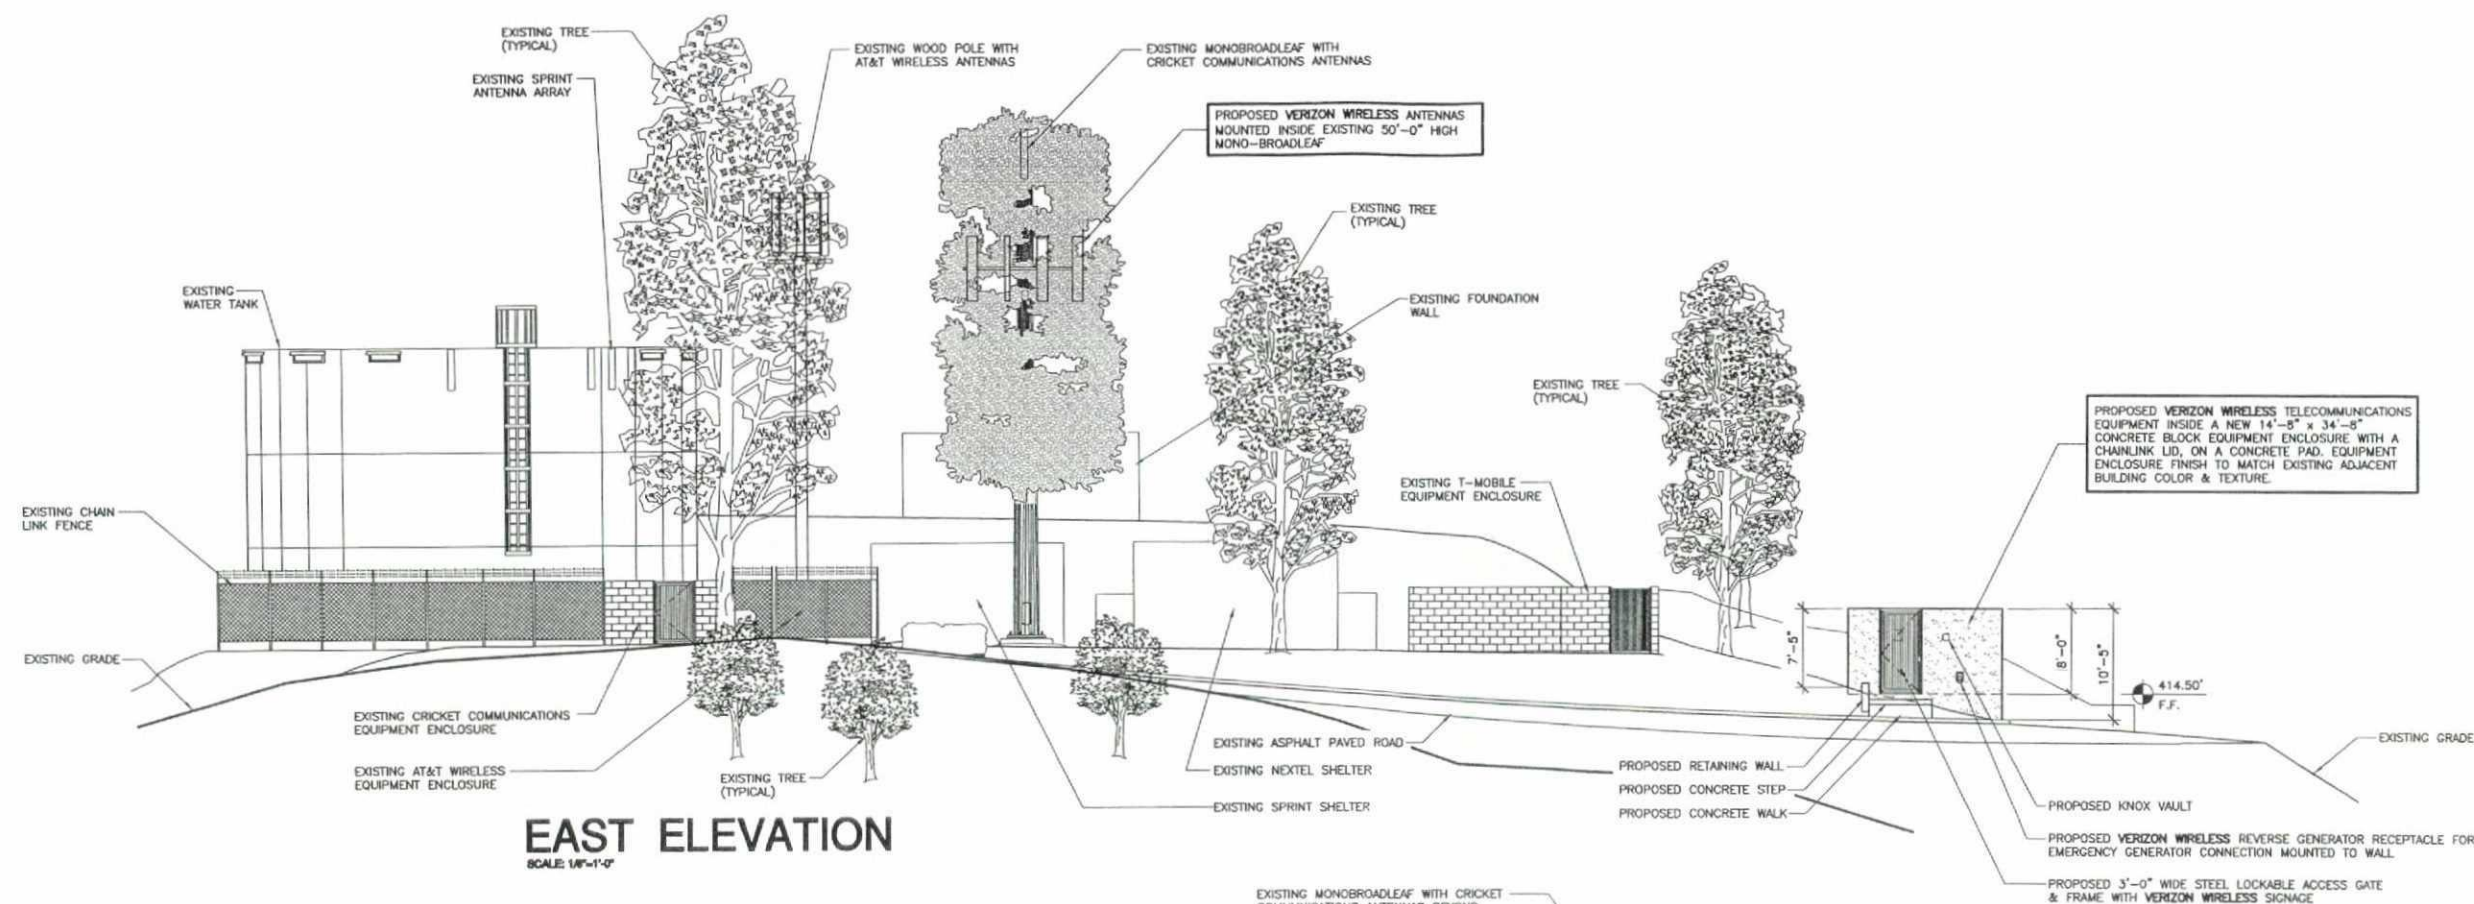 EXISTING TREE
(TYPICAL)
EXISTING SPRINT
ANTENNA ARRAY
EXISTING WOOD POLE WITH
AT&T WIRELESS ANTENNAS
EXISTING MONOBROADLEAF WITH
CRICKET COMMUNICATIONS ANTENNAS
PROPOSED VERIZON WIRELESS ANTENNAS
MOUNTED INSIDE EXISTING 50'-0" HIGH
MONO-BROADLEAF
EXISTING TREE
(TYPICAL)
EXISTING
WATER TANK
EXISTING FOUNDATION
WALL
EXISTING TREE
(TYPICAL)
PROPOSED VERIZON WIRELESS TELECOMMUNICATIONS
EQUIPMENT INSIDE A NEW 14'-8" x 34'-8"
CONCRETE BLOCK EQUIPMENT ENCLOSURE WITH A
CHAINLINK LID, ON A CONCRETE PAD. EQUIPMENT
ENCLOSURE FINISH TO MATCH EXISTING ADJACENT
BUILDING COLOR & TEXTURE.
EXISTING T-MOBILE
EQUIPMENT ENCLOSURE
EXISTING CHAIN
LINK FENCE
7'-5"
8'-0"
10'-5"
414.50'
F.F.
EXISTING GRADE
EXISTING CRICKET COMMUNICATIONS
EQUIPMENT ENCLOSURE
EXISTING AT&T WIRELESS
EQUIPMENT ENCLOSURE
EXISTING TREE
(TYPICAL)
EXISTING ASPHALT PAVED ROAD
EXISTING NEXTEL SHELTER
EXISTING SPRINT SHELTER
PROPOSED RETAINING WALL
PROPOSED CONCRETE STEP
PROPOSED CONCRETE WALK
EXISTING GRADE
PROPOSED KNOX VAULT
PROPOSED VERIZON WIRELESS REVERSE GENERATOR RECEPTACLE FOR
EMERGENCY GENERATOR CONNECTION MOUNTED TO WALL
PROPOSED 3'-0" WIDE STEEL LOCKABLE ACCESS GATE
& FRAME WITH VERIZON WIRELESS SIGNAGE
EAST ELEVATION
SCALE: 1/8"=1'-0"
EXISTING MONOBROADLEAF WITH CRICKET